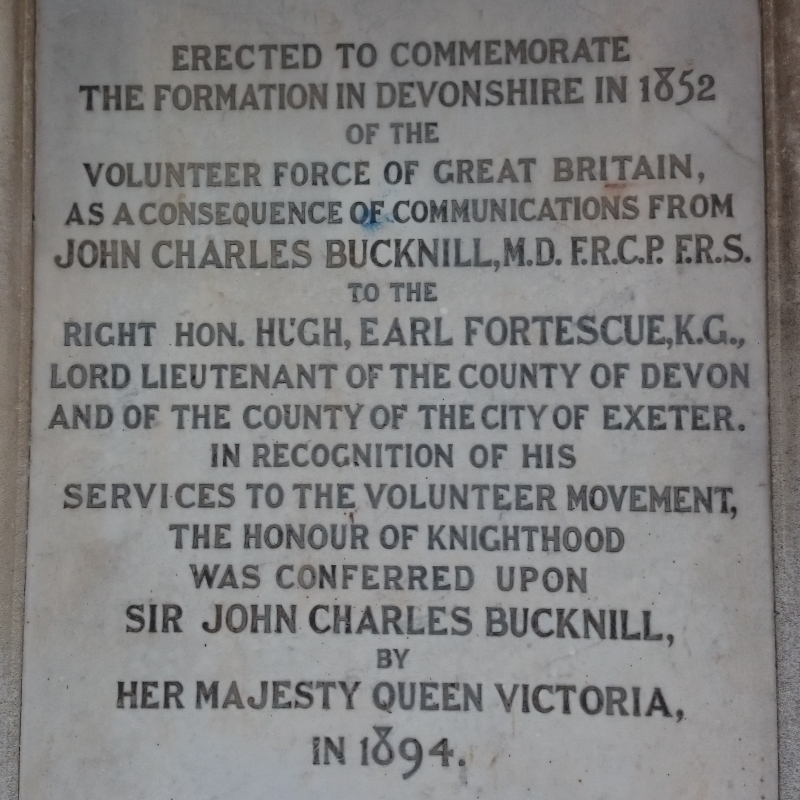 ERECTED TO COMMEMORATE
THE FORMATION IN DEVONSHIRE IN 1852
OF THE
VOLUNTEER FORCE OF GREAT BRITAIN,
AS A CONSEQUENCE OF COMMUNICATIONS FROM
JOHN CHARLES BUCKNILL, M.D. F.R.C.P. F.R.S.
TO THE
RIGHT HON. HUGH, EARL FORTESCUE, K.G.,
LORD LIEUTENANT OF THE COUNTY OF DEVON
AND OF THE COUNTY OF THE CITY OF EXETER.
IN RECOGNITION OF HIS
SERVICES TO THE VOLUNTEER MOVEMENT,
THE HONOUR OF KNIGHTHOOD
WAS CONFERRED UPON
SIR JOHN CHARLES BUCKNILL,
BY
HER MAJESTY QUEEN VICTORIA,
IN 1894.